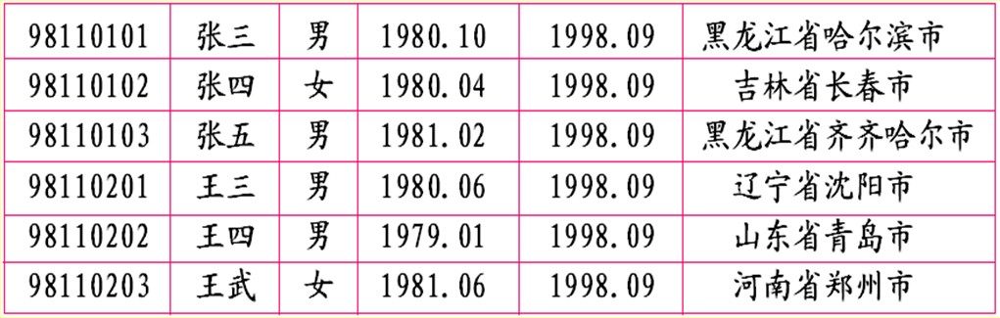 98110101 张三 男 1980.10 1998.09 黑龙江省哈尔滨市
98110102 张四 女 1980.04 1998.09 吉林省长春市
98110103 张五 男 1981.02 1998.09 黑龙江省齐齐哈尔市
98110201 王三 男 1980.06 1998.09 辽宁省沈阳市
98110202 王四 男 1979.01 1998.09 山东省青岛市
98110203 王武 女 1981.06 1998.09 河南省郑州市